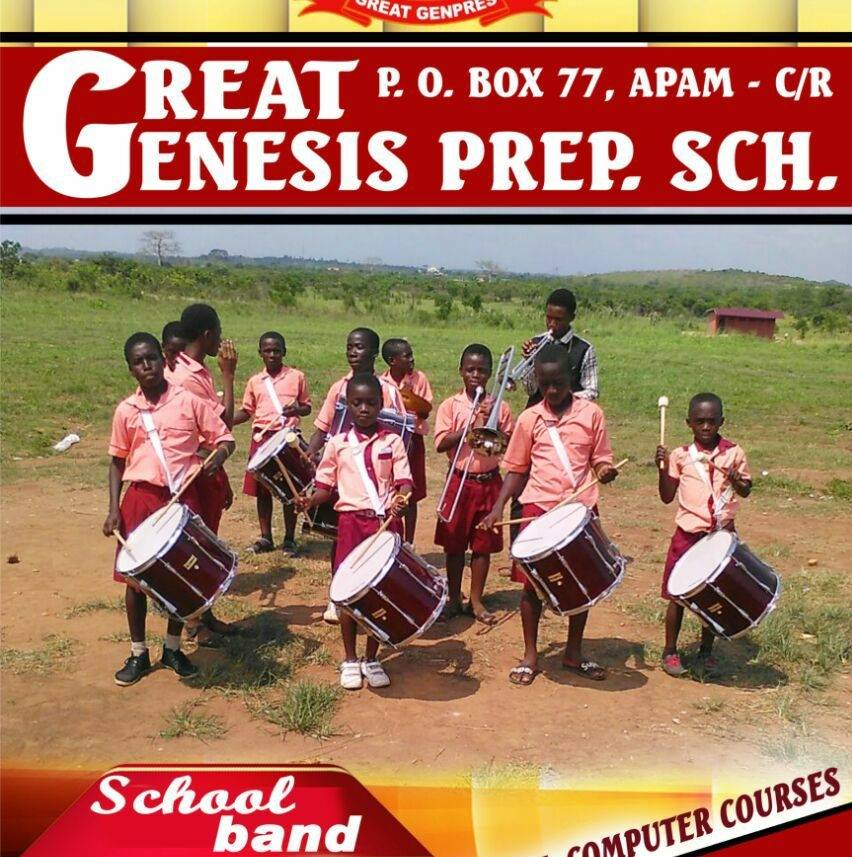 GREAT GENPRES
GREAT P. O. BOX 77, APAM - C/R
GENESIS PREP. SCH.
School
band
COMPUTER COURSES